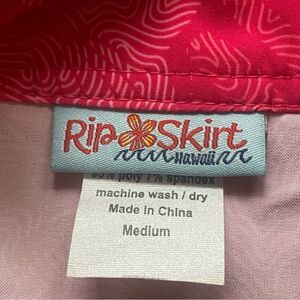 Rip Skirt
Hawaii
93% poly 7% spandex
machine wash / dry
Made in China
Medium